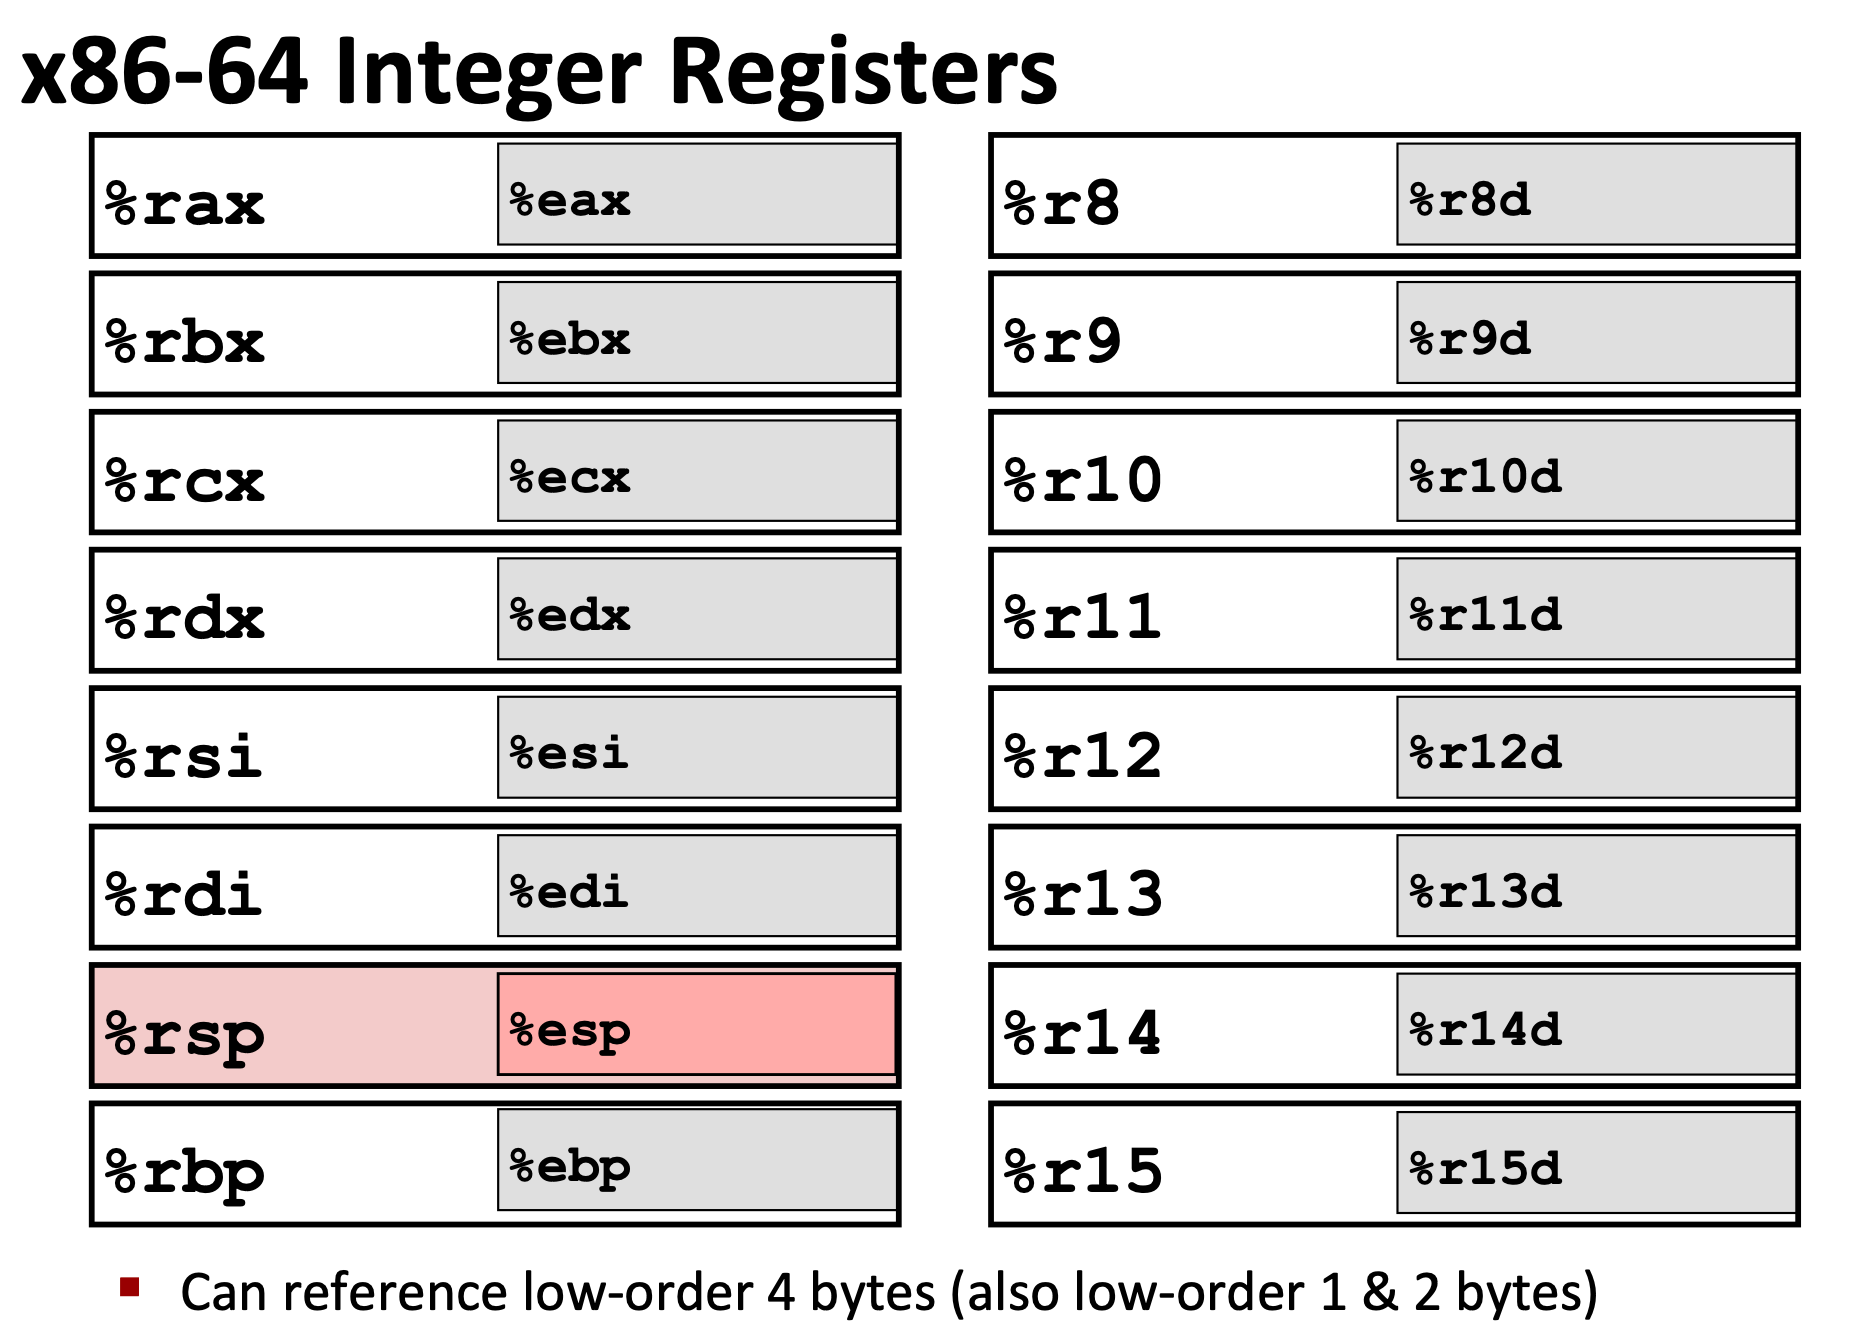 x86-64 Integer Registers
%rax %eax %r8 %r8d
%rbx %ebx %r9 %r9d
%rcx %ecx %r10 %r10d
%rdx %edx %r11 %r11d
%rsi %esi %r12 %r12d
%rdi %edi %r13 %r13d
%rsp %esp %r14 %r14d
%rbp %ebp %r15 %r15d
▪ Can reference low-order 4 bytes (also low-order 1 & 2 bytes)